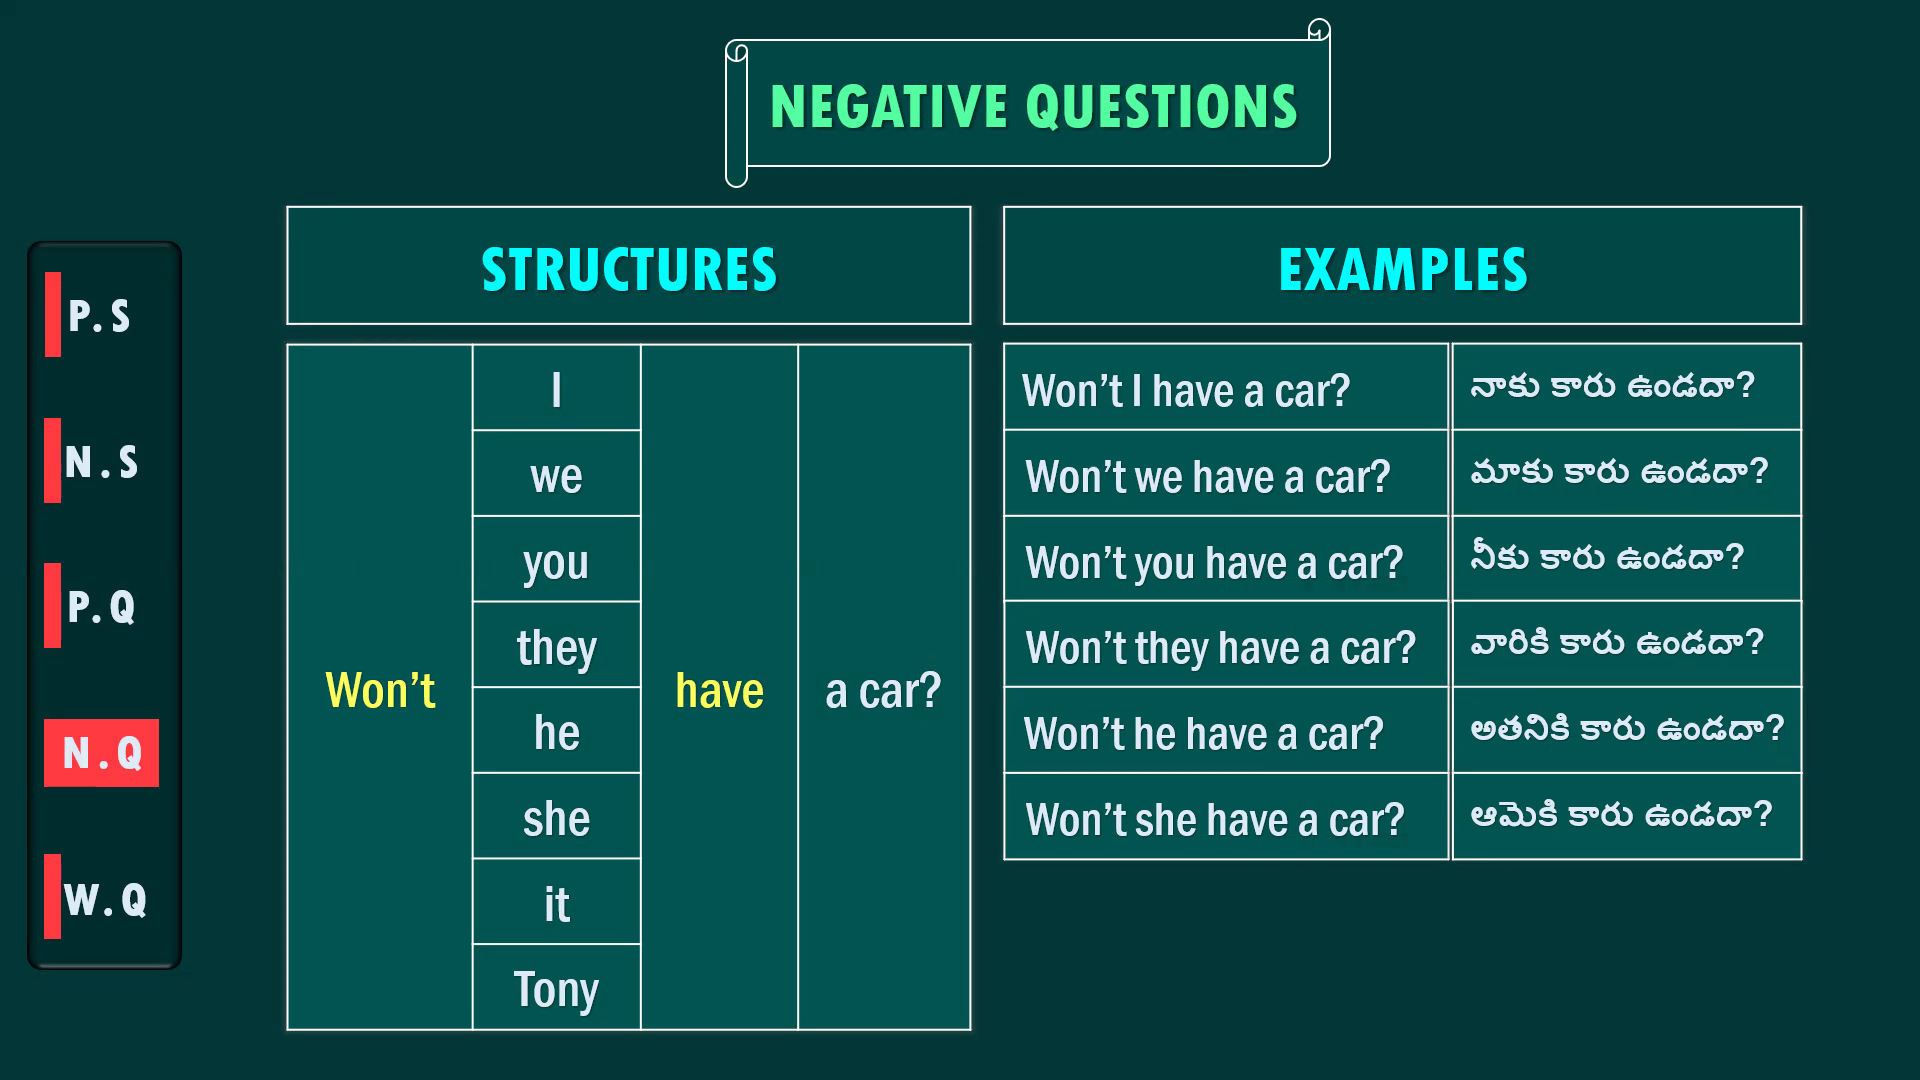 NEGATIVE QUESTIONS
STRUCTURES
EXAMPLES
P.S
N.S
P.Q
N.Q
W.Q
Won't
I
we
you
they
he
she
it
Tony
have
a car?
Won't I have a car? నాకు కారు ఉండదా?
Won't we have a car? మాకు కారు ఉండదా?
Won't you have a car? నీకు కారు ఉండదా?
Won't they have a car? వారికి కారు ఉండదా?
Won't he have a car? అతనికి కారు ఉండదా?
Won't she have a car? ఆమెకి కారు ఉండదా?